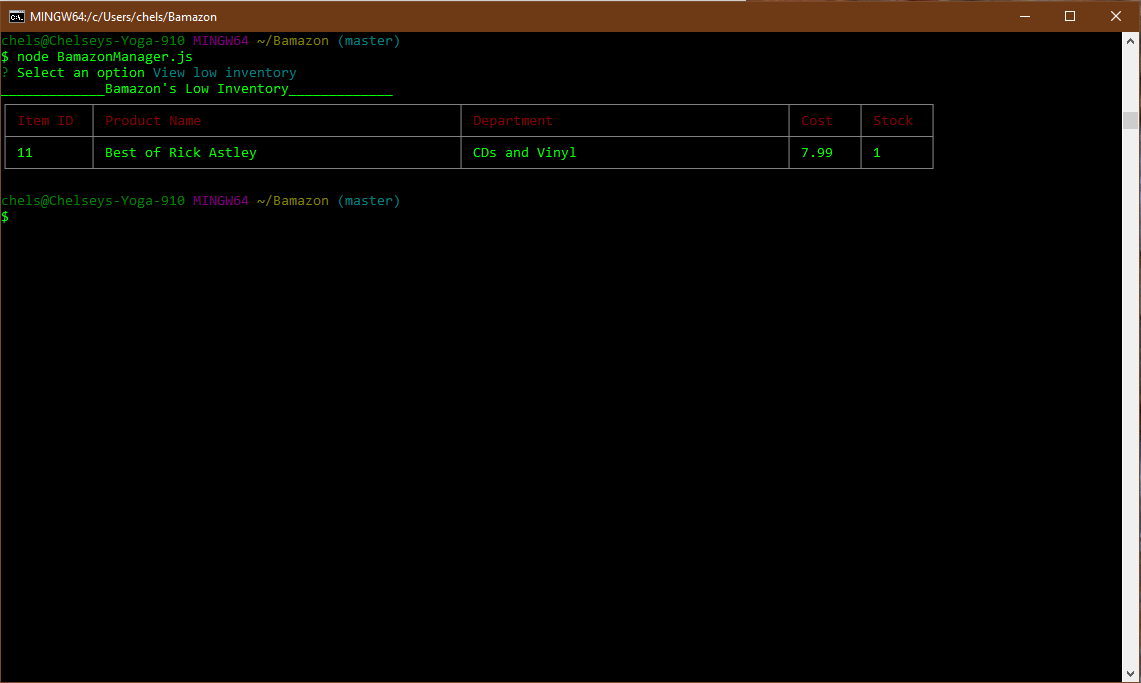 MINGW64:/c/Users/chels/Bamazon
chels@Chelseys-Yoga-910 MINGW64 ~/Bamazon (master)
$ node BamazonManager.js
? Select an option View low inventory
_____________Bamazon's Low Inventory_____________
Item ID Product Name Department Cost Stock
11 Best of Rick Astley CDs and Vinyl 7.99 1
chels@Chelseys-Yoga-910 MINGW64 ~/Bamazon (master)
$